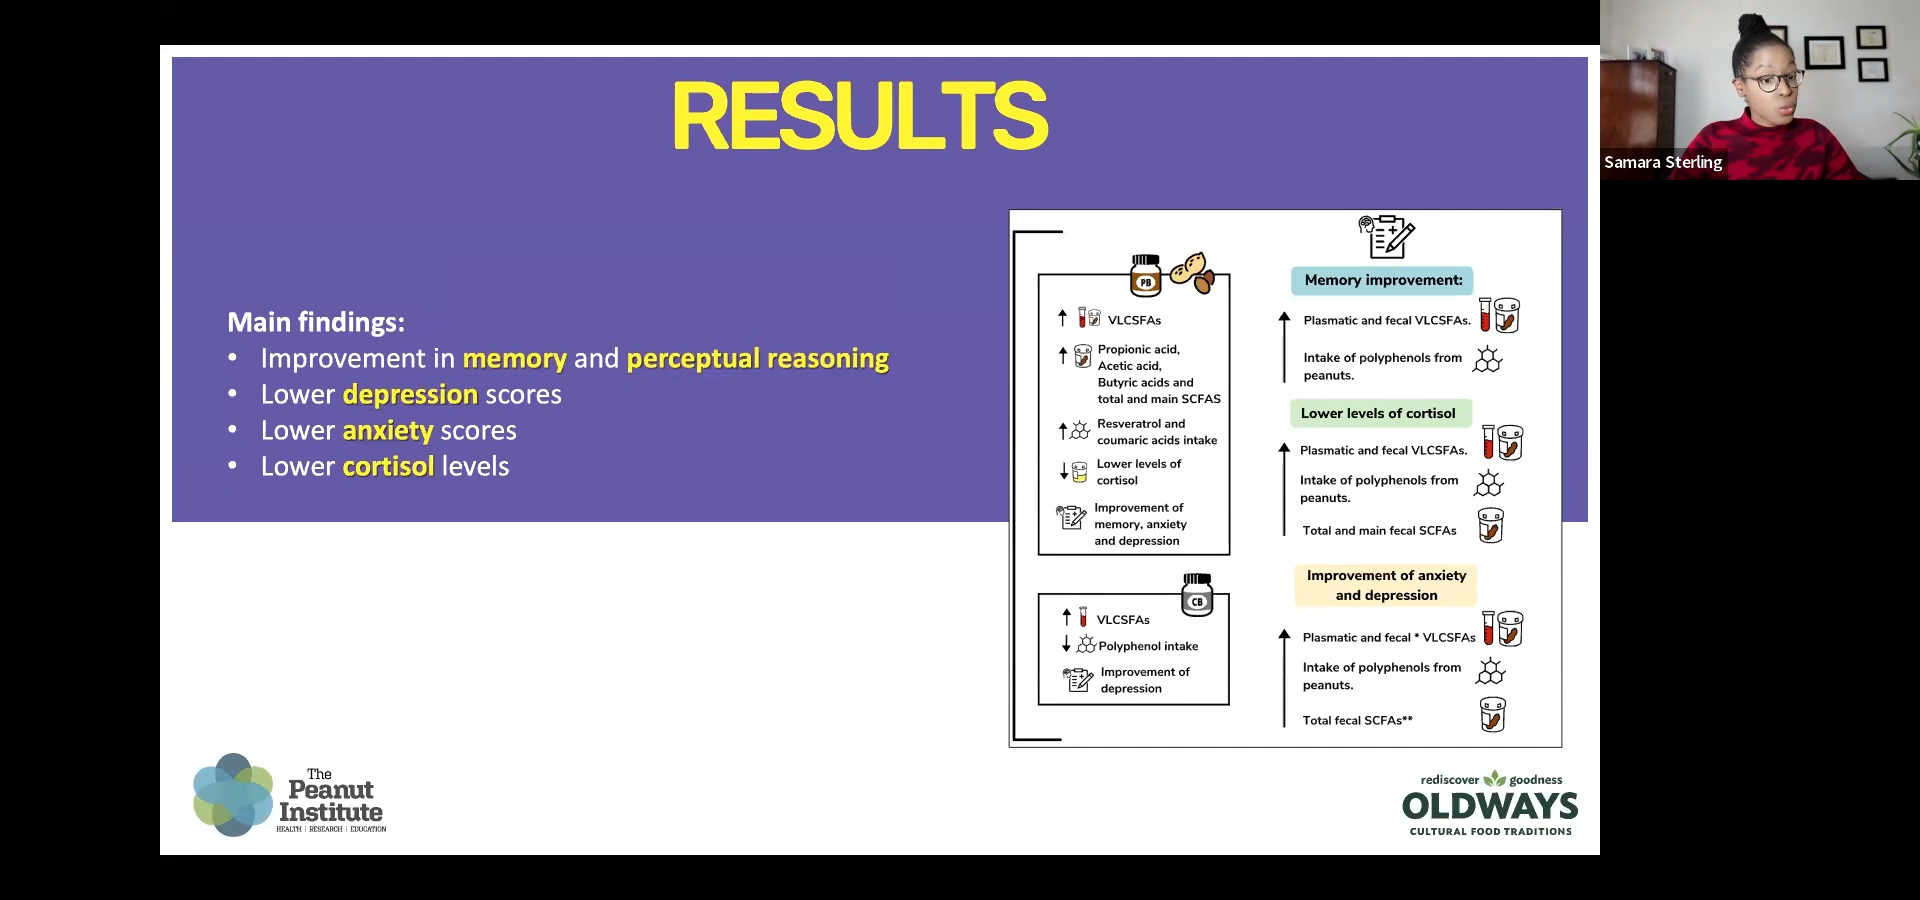 RESULTS
Samara Sterling
Main findings:
• Improvement in memory and perceptual reasoning
• Lower depression scores
• Lower anxiety scores
• Lower cortisol levels
PB
VLCSFAs
Propionic acid,
Acetic acid,
Butyric acids and
total and main SCFAS
Resveratrol and
coumaric acids intake
Lower levels of
cortisol
Improvement of
memory, anxiety
and depression
CB
VLCSFAs
Polyphenol intake
Improvement of
depression
Memory improvement:
Plasmatic and fecal VLCSFAs.
Intake of polyphenols from
peanuts.
Lower levels of cortisol
Plasmatic and fecal VLCSFAs.
Intake of polyphenols from
peanuts.
Total and main fecal SCFAs
Improvement of anxiety
and depression
Plasmatic and fecal * VLCSFAs
Intake of polyphenols from
peanuts.
Total fecal SCFAs**
The
Peanut
Institute
HEALTH | RESEARCH | EDUCATION
rediscover goodness
OLDWAYS
CULTURAL FOOD TRADITIONS